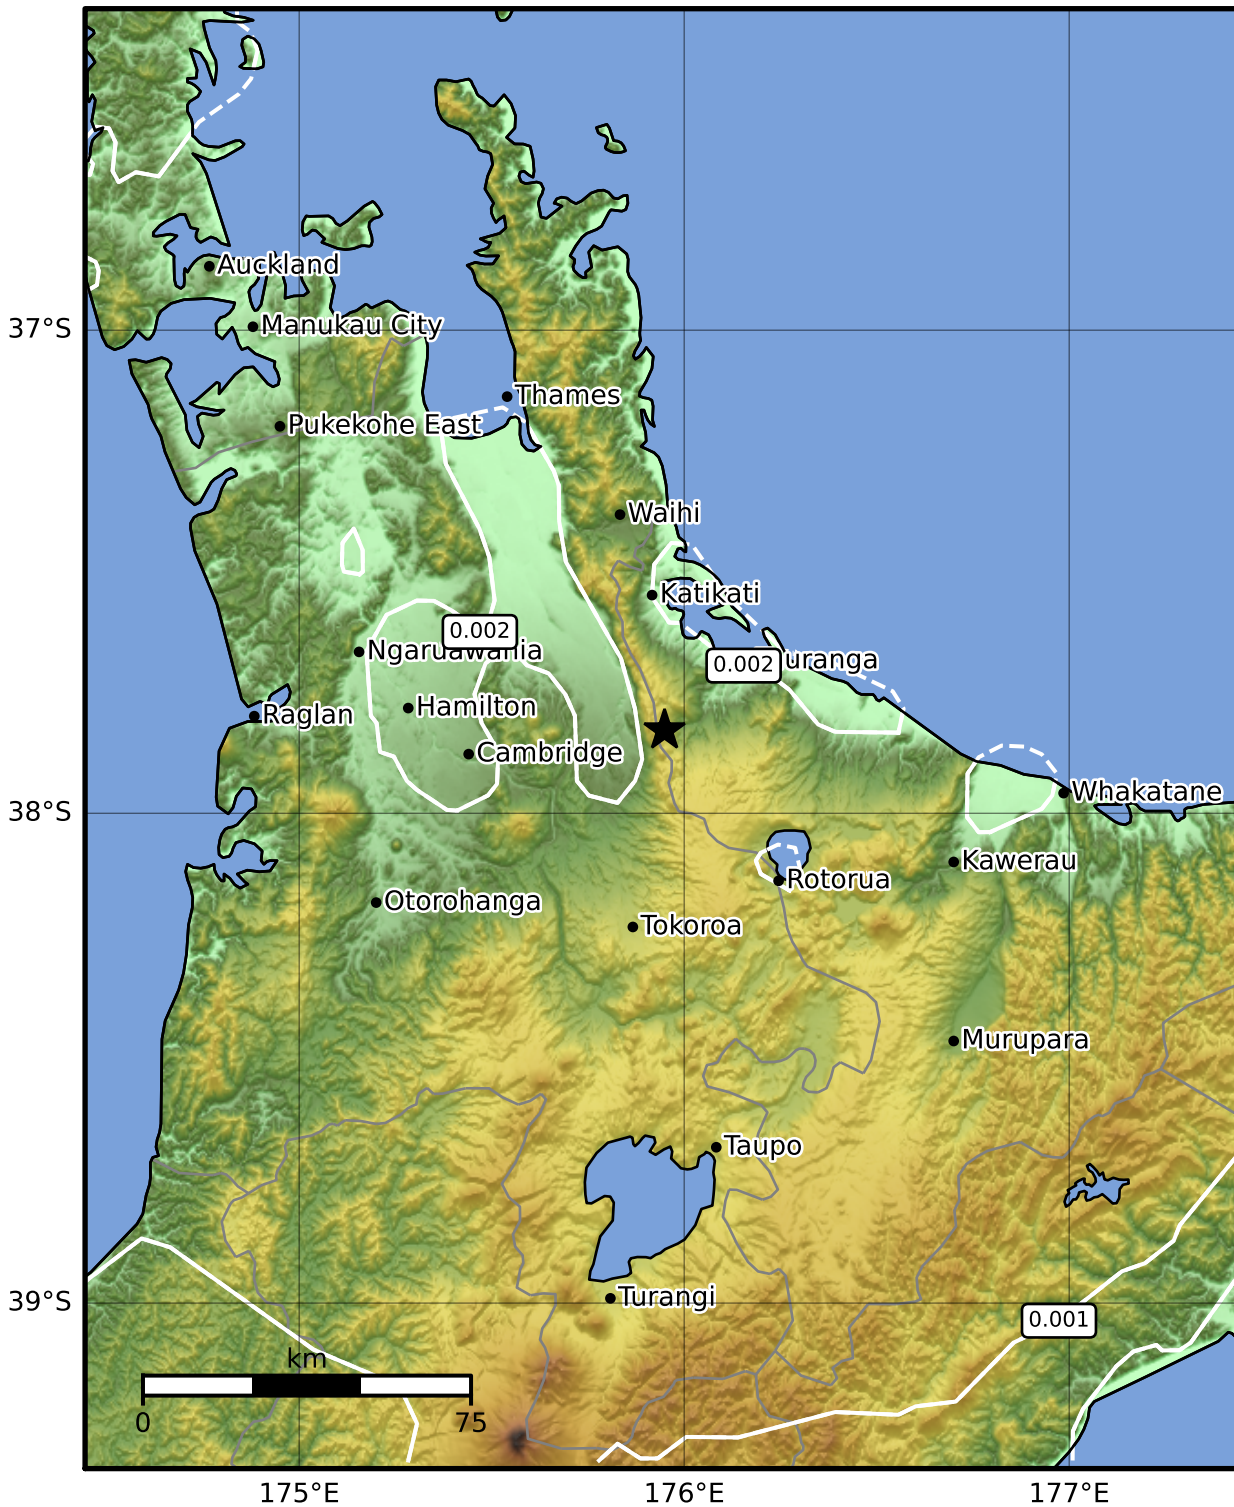 Auckland
37°S
Manukau City
Thames
Pukekohe East
Waihi
Katikati
0.002
Ngaruawahia
0.002
uranga
Hamilton
Raglan
Cambridge
Whakatane
38°S
Kawerau
Rotorua
Otorohanga
Tokoroa
Murupara
Taupo
Turangi
39°S
0.001
km
0
75
175°E
176°E
177°E